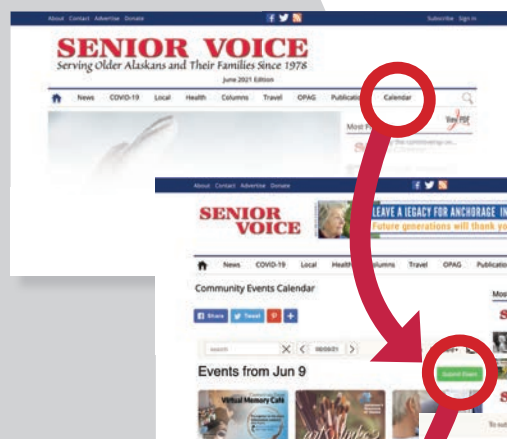 About Contact Advertise Donate
Subscribe Sign in
SENIOR VOICE
Serving Older Alaskans and Their Families Since 1978
June 2021 Edition
News COVID-19 Local Health Columns Travel OPAG Calendar
View PDF
About Contact Advertise Donate
SENIOR
VOICE
LEAVE A LEGACY FOR ANCHORAGE
Future generations will thank
News COVID-19 Local Travel OPAG
Community Events Calendar
Share Tweet
search
Events from Jun 9
Submit Event
Virtual Memory Café